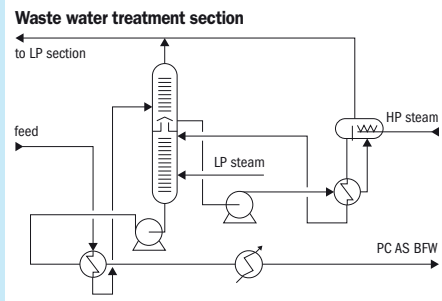 Waste water treatment section
to LP section
HP steam
feed
LP steam
PC AS BFW